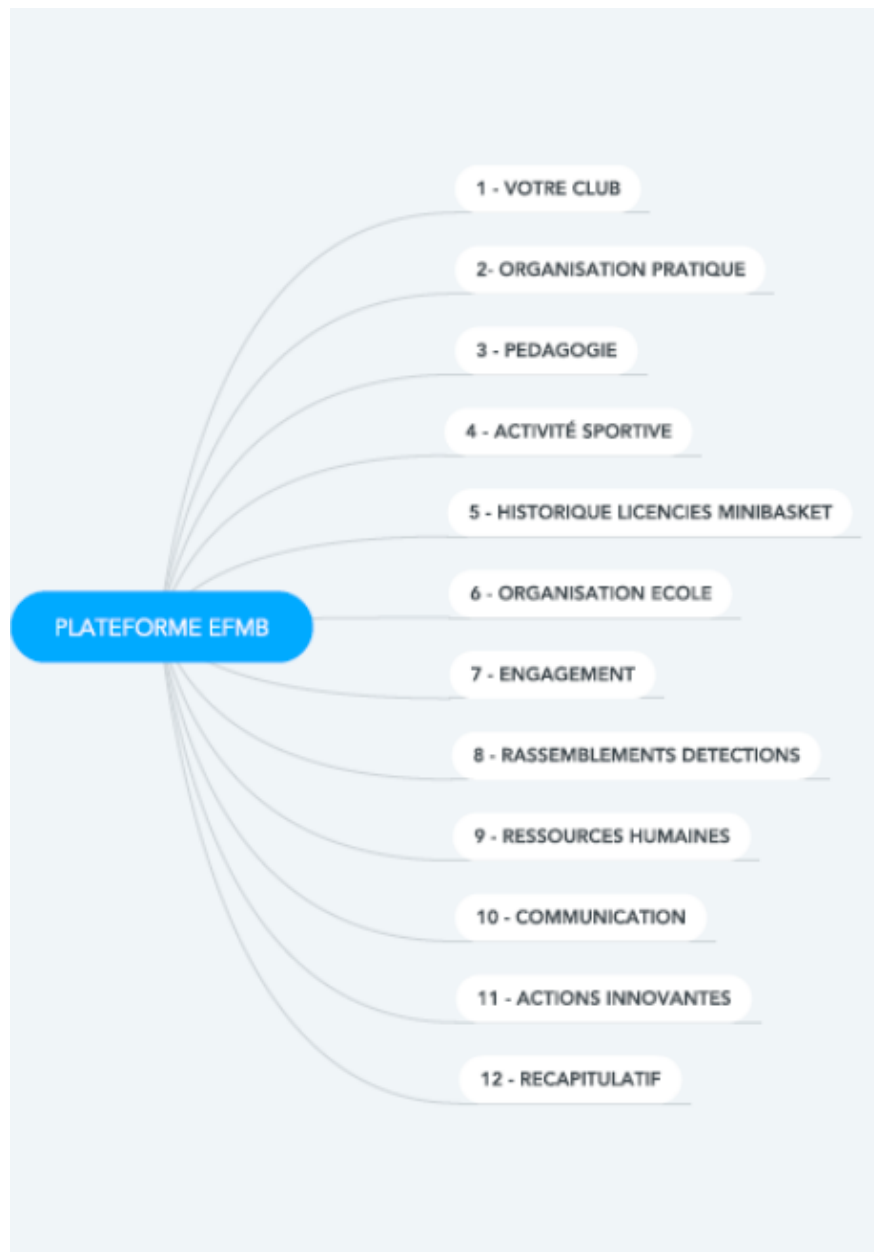 1 - VOTRE CLUB
2- ORGANISATION PRATIQUE
3 - PEDAGOGIE
4 - ACTIVITÉ SPORTIVE
5 - HISTORIQUE LICENCIES MINIBASKET
6 - ORGANISATION ECOLE
PLATEFORME EFMB
7 - ENGAGEMENT
8 - RASSEMBLEMENTS DETECTIONS
9 - RESSOURCES HUMAINES
10 - COMMUNICATION
11 - ACTIONS INNOVANTES
12 - RECAPITULATIF